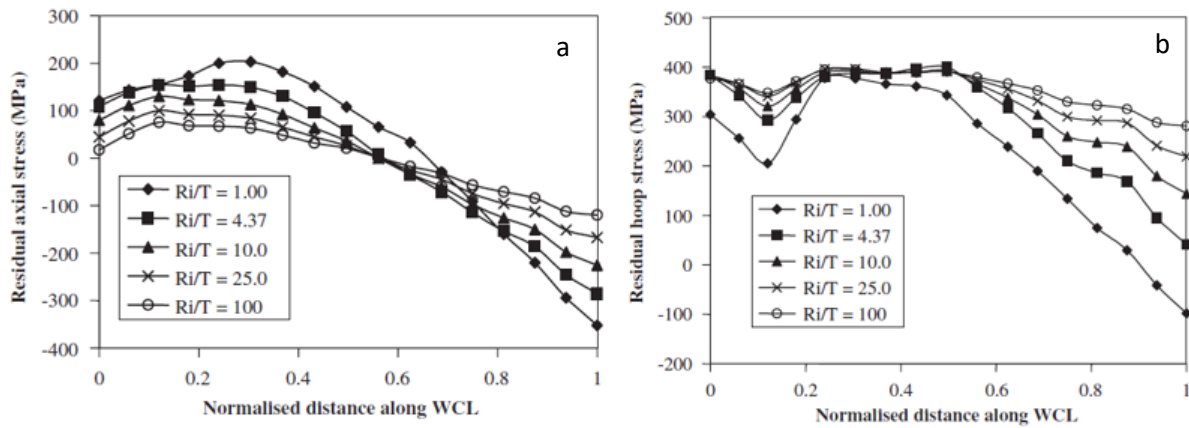 300
200
100
0
-100
-200
-300
-400
Residual axial stress (MPa)
a
Ri/T = 1.00
Ri/T = 4.37
Ri/T = 10.0
Ri/T = 25.0
Ri/T = 100
0
0.2
0.4
0.6
0.8
1
Normalised distance along WCL
500
400
300
200
100
0
-100
-200
Residual hoop stress (MPa)
b
Ri/T = 1.00
Ri/T = 4.37
Ri/T = 10.0
Ri/T = 25.0
Ri/T = 100
0
0.2
0.4
0.6
0.8
1
Normalised distance along WCL